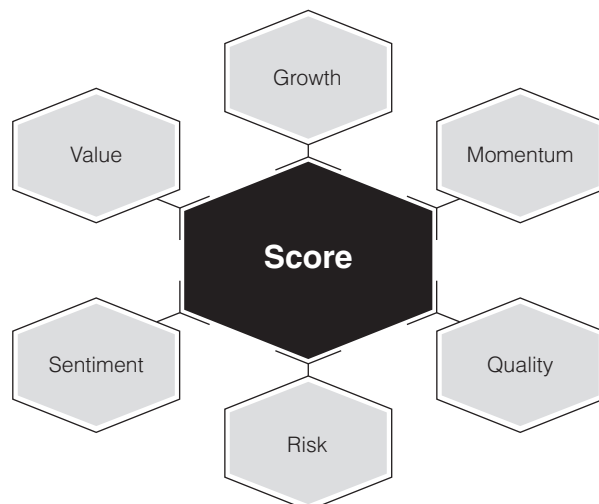 Growth
Value
Momentum
Score
Sentiment
Quality
Risk